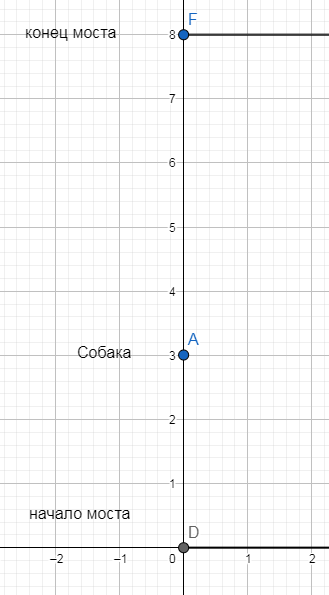 конец моста
F
8
7
6
5
4
A
Собака
3
2
1
начало моста
D
–2 –1 0 1 2